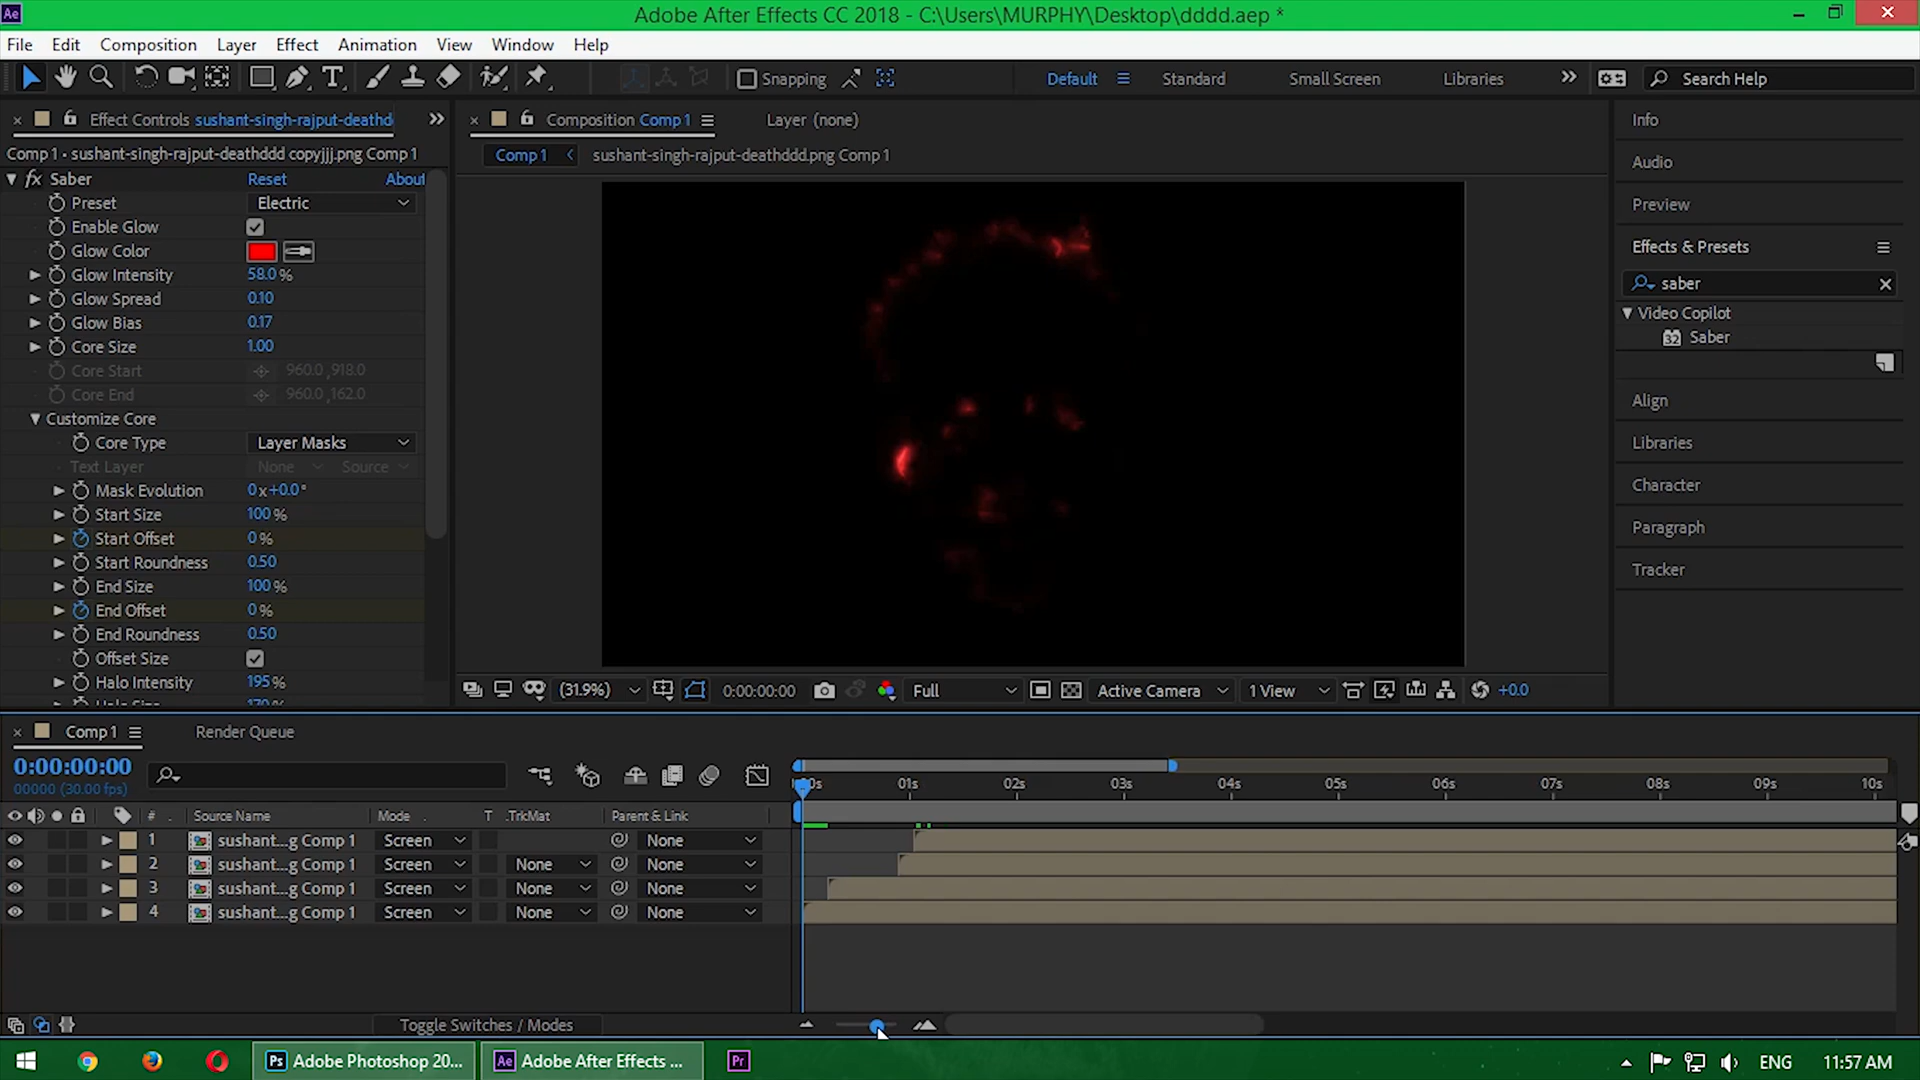 Ae Adobe After Effects CC 2018 - C:\Users\MURPHY\Desktop\dddd.aep *
File Edit Composition Layer Effect Animation View Window Help
Snapping Default Standard Small Screen Libraries Search Help
Effect Controls sushant-singh-rajput-deathd
Composition Comp 1
Layer (none)
Comp 1 • sushant-singh-rajput-deathddd copyjjj.png Comp 1
Comp 1 sushant-singh-rajput-deathddd.png Comp 1
fx Saber Reset About
Preset Electric
Enable Glow
Glow Color
Glow Intensity 58.0 %
Glow Spread 0.10
Glow Bias 0.17
Core Size 1.00
Core Start 960.0 ,918.0
Core End 960.0 ,162.0
Customize Core
Core Type Layer Masks
Text Layer None Source
Mask Evolution 0 x +0.0 °
Start Size 100 %
Start Offset 0 %
Start Roundness 0.50
End Size 100 %
End Offset 0 %
End Roundness 0.50
Offset Size
Halo Intensity 195 %
Info
Audio
Preview
Effects & Presets
saber
Video Copilot
32 Saber
Align
Libraries
Character
Paragraph
Tracker
(31.9%) 0:00:00:00 Full Active Camera 1 View +0.0
Comp 1 Render Queue
0:00:00:00
00000 (30.00 fps)
01s 02s 03s 04s 05s 06s 07s 08s 09s 10s
# Source Name Mode T .TrkMat Parent & Link
1 sushant...g Comp 1 Screen None
2 sushant...g Comp 1 Screen None None
3 sushant...g Comp 1 Screen None None
4 sushant...g Comp 1 Screen None None
Toggle Switches / Modes
Ps Adobe Photoshop 20... Ae Adobe After Effects ... Pr ENG 11:57 AM